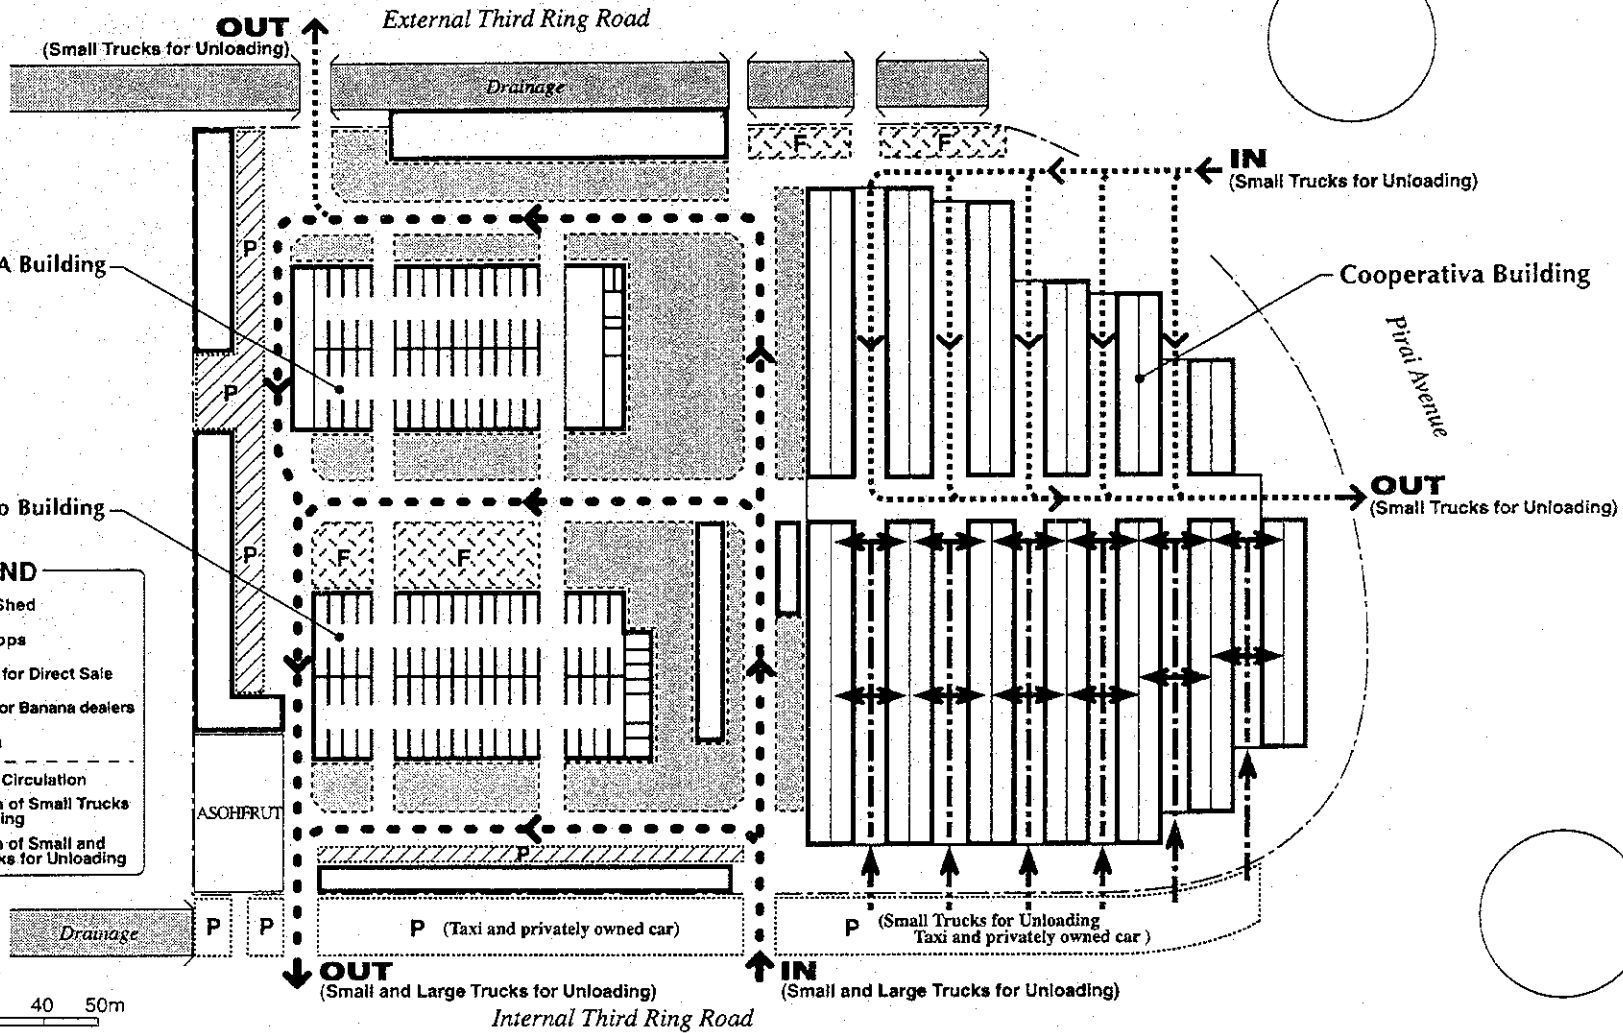 External Third Ring Road
OUT
(Small Trucks for Unloading)
Drainage
F
F
IN
(Small Trucks for Unloading)
P
A Building
Cooperativa Building
Pirai Avenue
P
OUT
(Small Trucks for Unloading)
o Building
F
F
P
ND
Shed
ops
for Direct Sale
or Banana dealers
Circulation
of Small Trucks
ing
of Small and
ks for Unloading
ASOHFRUT
P
Drainage
P
P
P (Taxi and privately owned car)
P (Small Trucks for Unloading
Taxi and privately owned car )
OUT
(Small and Large Trucks for Unloading)
IN
(Small and Large Trucks for Unloading)
40 50m
Internal Third Ring Road